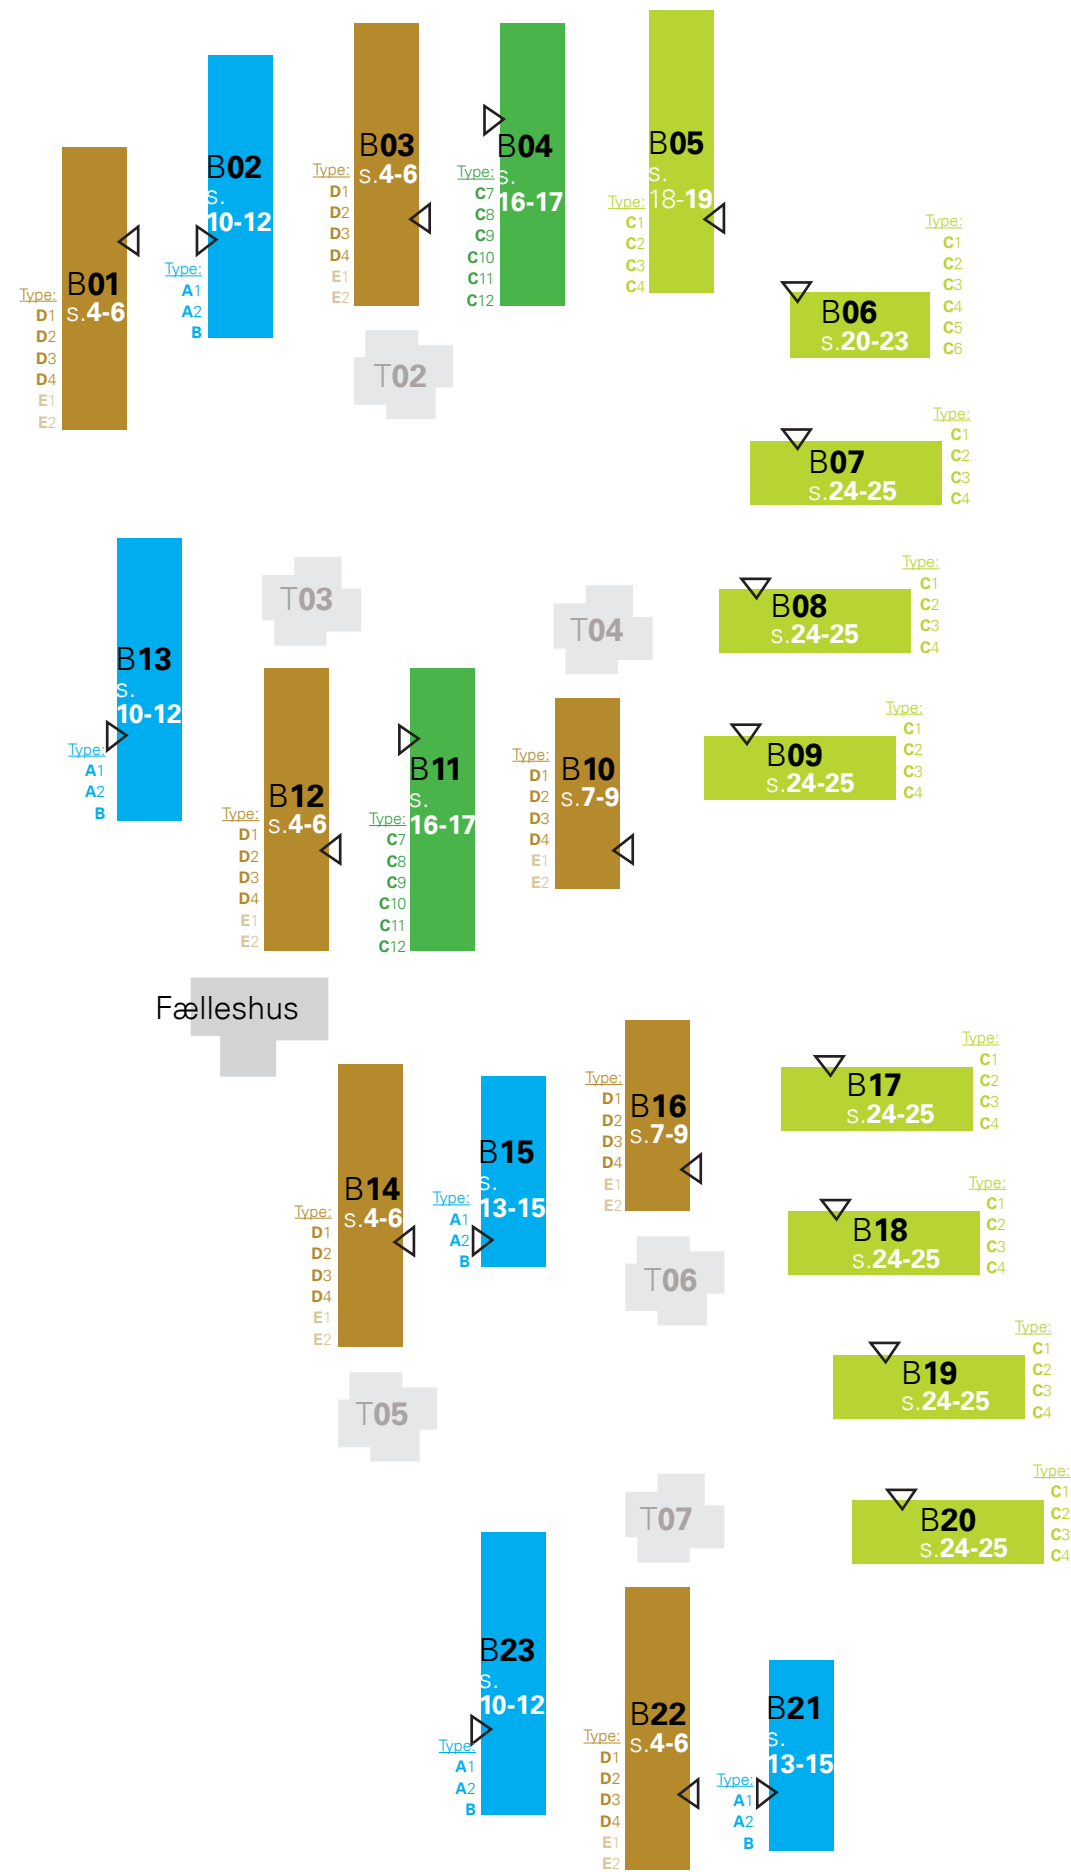 B01
s.4-6
Type:
D1
D2
D3
D4
E1
E2
B02
s.
10-12
Type:
A1
A2
B
B03
s.4-6
Type:
D1
D2
D3
D4
E1
E2
B04
s.
16-17
Type:
C7
C8
C9
C10
C11
C12
B05
s.
18-19
Type:
C1
C2
C3
C4
B06
s.20-23
Type:
C1
C2
C3
C4
C5
C6
T02
B07
s.24-25
Type:
C1
C2
C3
C4
B13
s.
10-12
Type:
A1
A2
B
T03
T04
B08
s.24-25
Type:
C1
C2
C3
C4
B12
s.4-6
Type:
D1
D2
D3
D4
E1
E2
B11
s.
16-17
Type:
C7
C8
C9
C10
C11
C12
B10
s.7-9
Type:
D1
D2
D3
D4
E1
E2
B09
s.24-25
Type:
C1
C2
C3
C4
Fælleshus
B14
s.4-6
Type:
D1
D2
D3
D4
E1
E2
B15
s.
13-15
Type:
A1
A2
B
B16
s.7-9
Type:
D1
D2
D3
D4
E1
E2
B17
s.24-25
Type:
C1
C2
C3
C4
B18
s.24-25
Type:
C1
C2
C3
C4
T06
B19
s.24-25
Type:
C1
C2
C3
C4
T05
T07
B20
s.24-25
Type:
C1
C2
C3
C4
B23
s.
10-12
Type:
A1
A2
B
B22
s.4-6
Type:
D1
D2
D3
D4
E1
E2
B21
s.
13-15
Type:
A1
A2
B